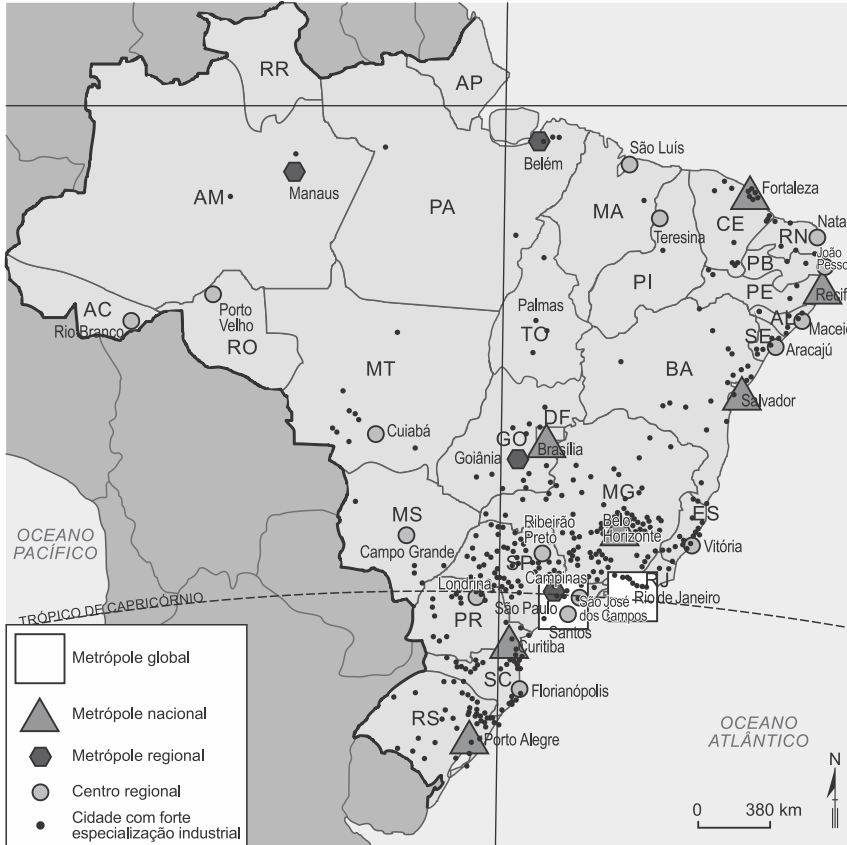 RR
AP
São Luís
Belém
Fortaleza
Manaus
AM
PA
MA
CE
Teresina
RN
Nata
João
Pesso
PB
PI
PE
Recif
AC
Rio Branco
Porto
Velho
RO
Palmas
TO
AL
Maceió
SE
Aracajú
MT
BA
Salvador
Cuiabá
GO
DF
Goiânia
Brasília
MG
ES
MS
Campo Grande
Ribeirão
Preto
Belo
Horizonte
Vitória
SP
Campinas
Londrina
São Paulo
São José
dos Campos
Santos
RJ
Rio de Janeiro
PR
Curitiba
SC
Florianópolis
RS
Porto Alegre
OCEANO
PACÍFICO
TRÓPICO DE CAPRICÓRNIO
OCEANO
ATLÂNTICO
N
0 380 km
Metrópole global
Metrópole nacional
Metrópole regional
Centro regional
Cidade com forte
especialização industrial